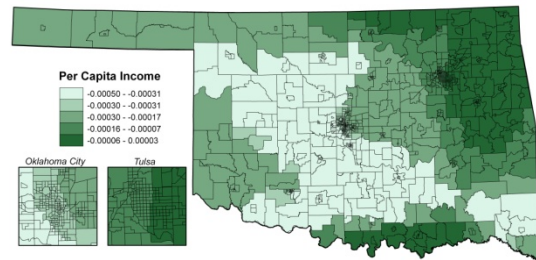 Per Capita Income
-0.00050 - -0.00031
-0.00030 - -0.00031
-0.00030 - -0.00017
-0.00016 - -0.00007
-0.00006 - 0.00003
Oklahoma City
Tulsa